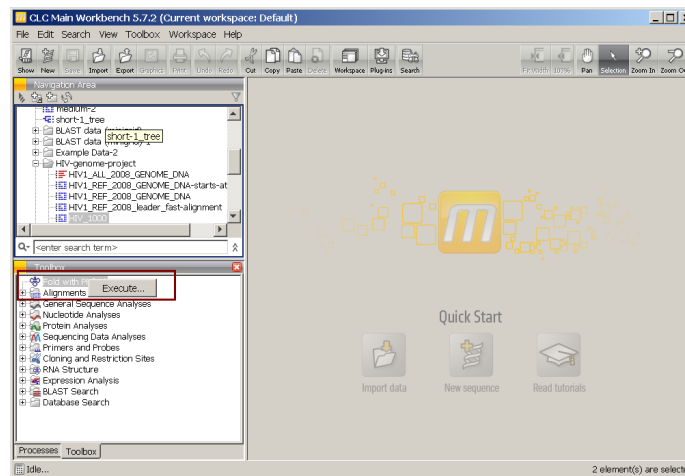 CLC Main Workbench 5.7.2 (Current workspace: Default)
File Edit Search View Toolbox Workspace Help
Show New Save Import Export Graphics Print Undo Redo Cut Copy Paste Delete Workspace Plug-ins Search Fit Width 100% Pan Selection Zoom In Zoom
Navigation Area
medium-2
short-1_tree
BLAST data
short-1_tree
BLAST data
Example Data-2
HIV-genome-project
HIV1_ALL_2008_GENOME_DNA
HIV1_REF_2008_GENOME_DNA-starts-at
HIV1_REF_2008_GENOME_DNA
HIV1_REF_2008_leader_fast-alignment
HIV_1000
<enter search term>
Toolbox
Fold with
Execute...
Alignments
General Sequence Analyses
Nucleotide Analyses
Protein Analyses
Sequencing Data Analyses
Primers and Probes
Cloning and Restriction Sites
RNA Structure
Expression Analysis
BLAST Search
Database Search
Processes Toolbox
Idle...
m
Quick Start
Import data New sequence Read tutorials
2 element(s) are select